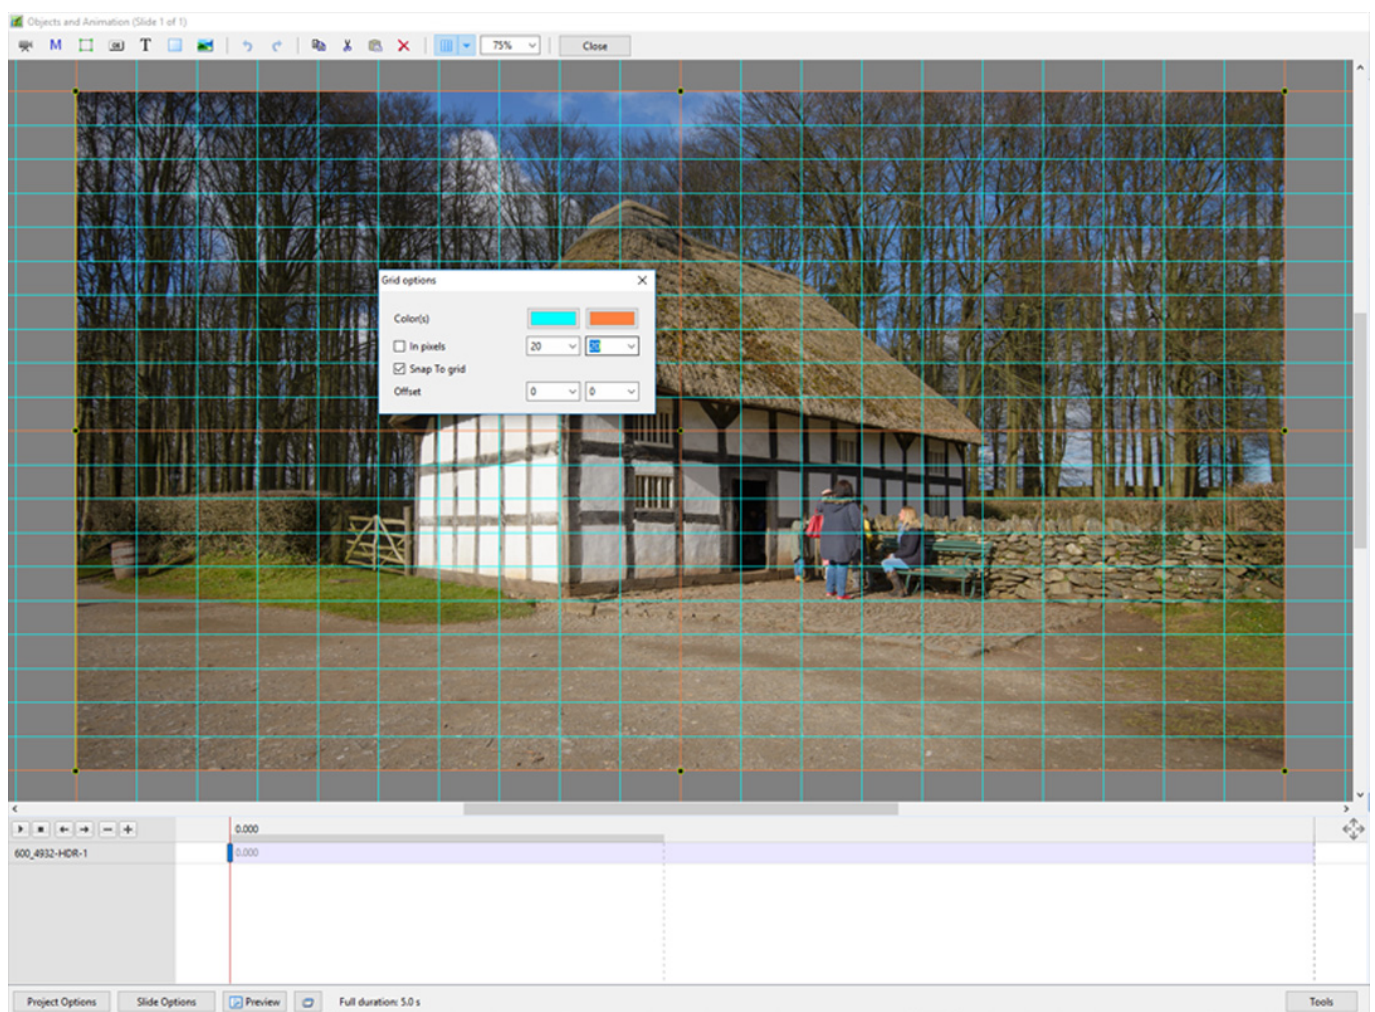 Objects and Animation (Slide 1 of 1)
M OK T 75% Close
Grid options
Color(s)
In pixels 20 20
Snap To grid
Offset 0 0
0.000
600_4932-HDR-1 0.000
Project Options Slide Options Preview Full duration: 5.0 s Tools